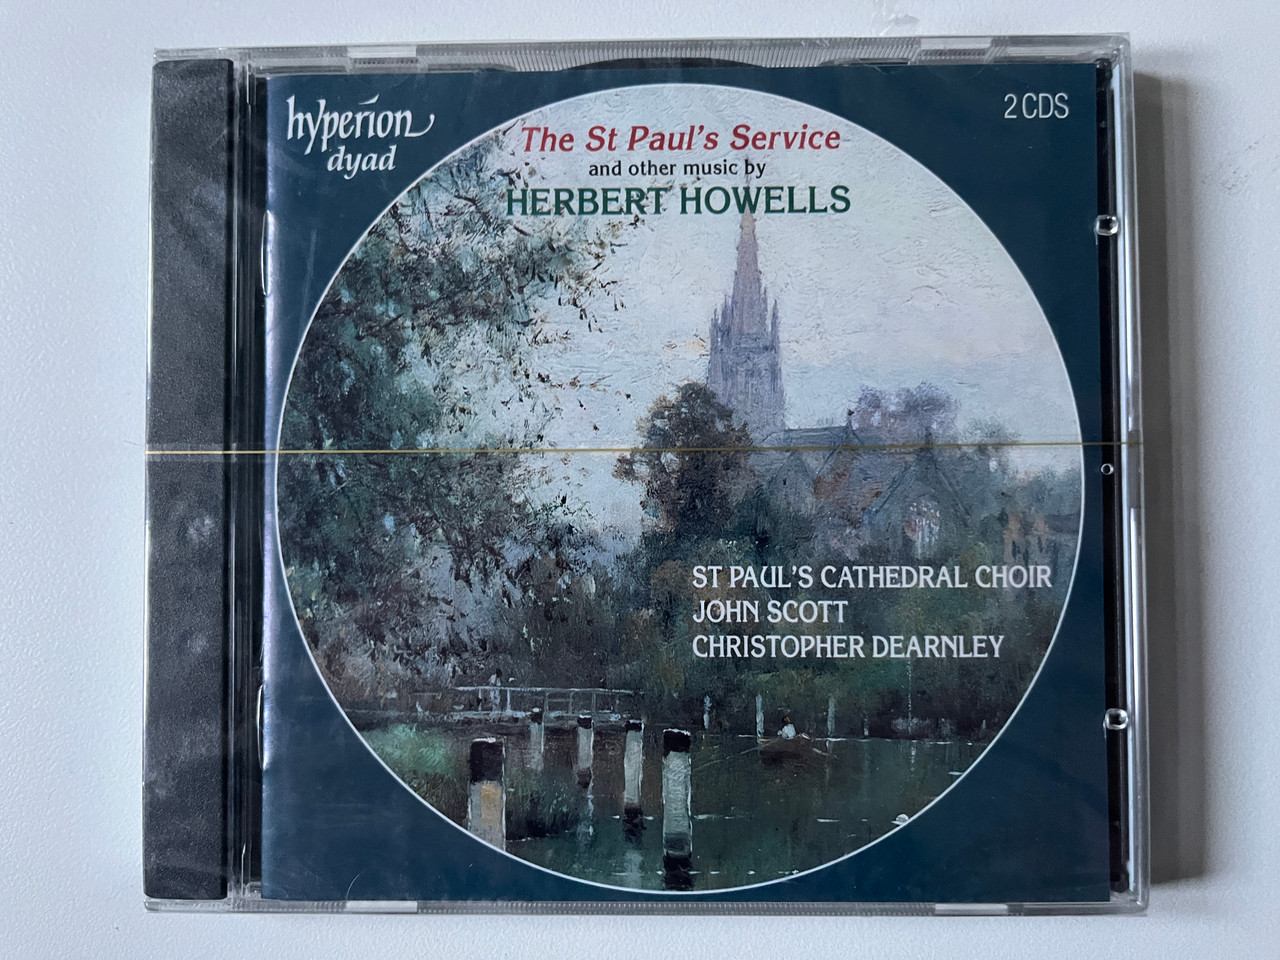 hyperion
dyad
2 CDS
The St Paul's Service
and other music by
HERBERT HOWELLS
ST PAUL'S CATHEDRAL CHOIR
JOHN SCOTT
CHRISTOPHER DEARNLEY